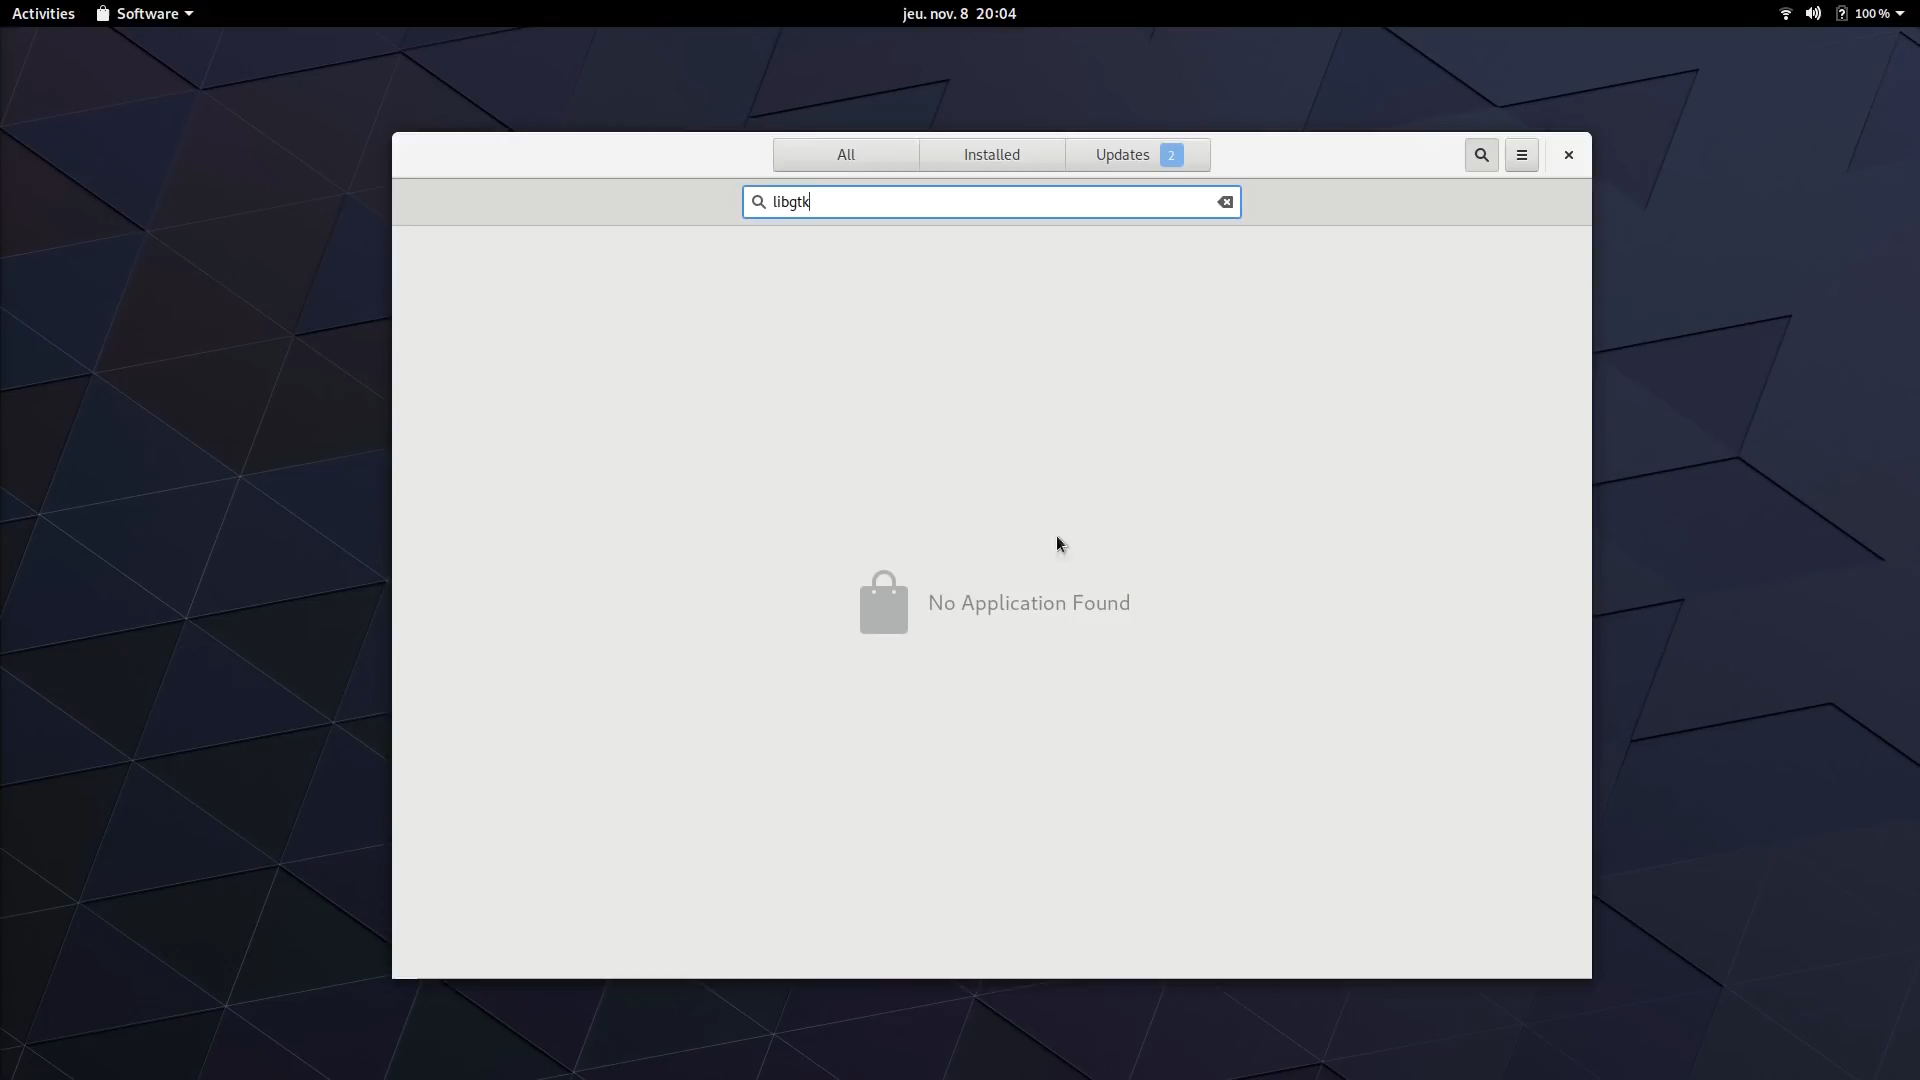 Activities Software jeu. nov. 8 20:04 100 %
All Installed Updates 2
libgtk
No Application Found